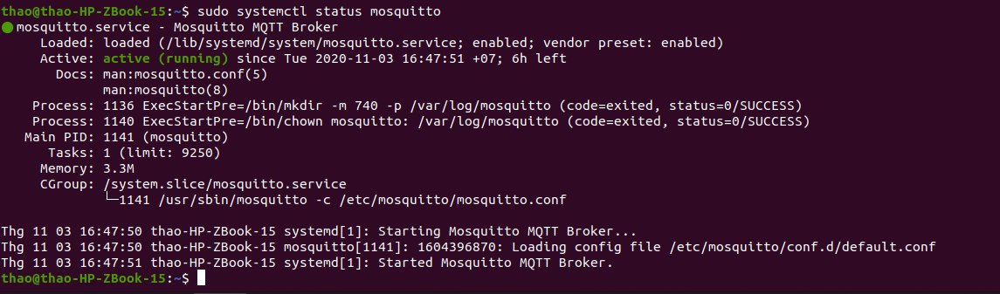 thao@thao-HP-ZBook-15:~$ sudo systemctl status mosquitto
● mosquitto.service - Mosquitto MQTT Broker
     Loaded: loaded (/lib/systemd/system/mosquitto.service; enabled; vendor preset: enabled)
     Active: active (running) since Tue 2020-11-03 16:47:51 +07; 6h left
       Docs: man:mosquitto.conf(5)
             man:mosquitto(8)
    Process: 1136 ExecStartPre=/bin/mkdir -m 740 -p /var/log/mosquitto (code=exited, status=0/SUCCESS)
    Process: 1140 ExecStartPre=/bin/chown mosquitto: /var/log/mosquitto (code=exited, status=0/SUCCESS)
   Main PID: 1141 (mosquitto)
      Tasks: 1 (limit: 9250)
     Memory: 3.3M
     CGroup: /system.slice/mosquitto.service
             └─1141 /usr/sbin/mosquitto -c /etc/mosquitto/mosquitto.conf
Thg 11 03 16:47:50 thao-HP-ZBook-15 systemd[1]: Starting Mosquitto MQTT Broker...
Thg 11 03 16:47:50 thao-HP-ZBook-15 mosquitto[1141]: 1604396870: Loading config file /etc/mosquitto/conf.d/default.conf
Thg 11 03 16:47:51 thao-HP-ZBook-15 systemd[1]: Started Mosquitto MQTT Broker.
thao@thao-HP-ZBook-15:~$